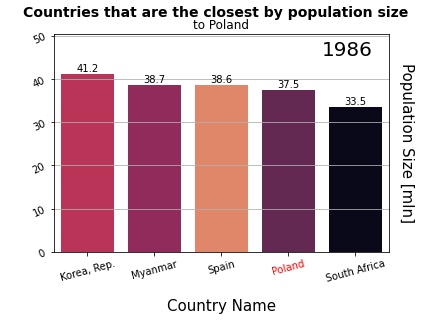 Countries that are the closest by population size
to Poland
1986
50
40
30
20
10
0
41.2
38.7
38.6
37.5
33.5
Korea, Rep.
Myanmar
Spain
Poland
South Africa
Country Name
Population Size [mln]